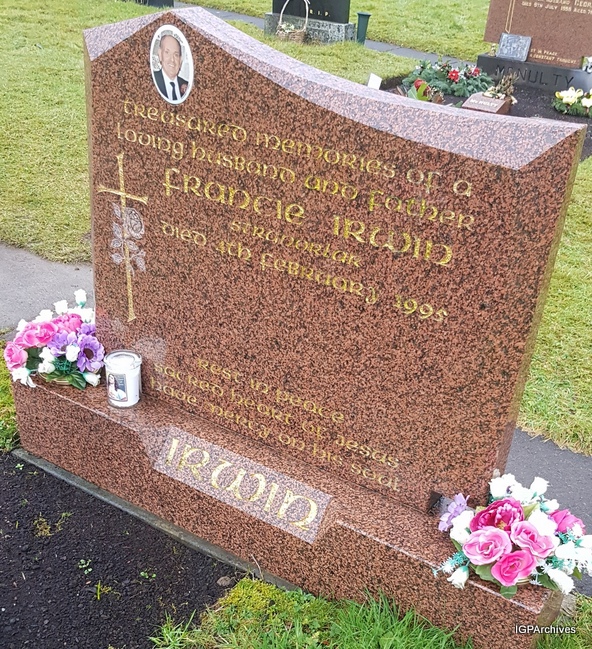 Treasured memories of a
loving husband and father
Francie Irwin
Stranorlar
Died 4th February 1995
Rest in peace
Sacred Heart of Jesus
have mercy on his soul
IRWIN
R.I.P
McNULTY
IGPArchives